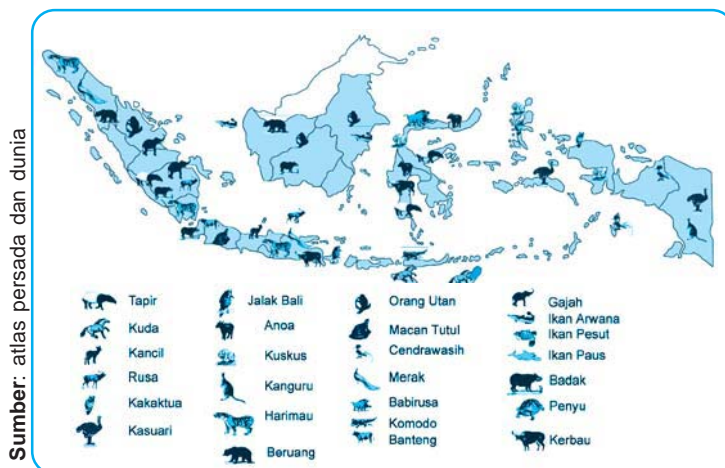 Sumber: atlas persada dan dunia
Tapir
Kuda
Kancil
Rusa
Kakaktua
Kasuari
Jalak Bali
Anoa
Kuskus
Kanguru
Harimau
Beruang
Orang Utan
Macan Tutul
Cendrawasih
Merak
Babirusa
Komodo
Banteng
Gajah
Ikan Arwana
Ikan Pesut
Ikan Paus
Badak
Penyu
Kerbau